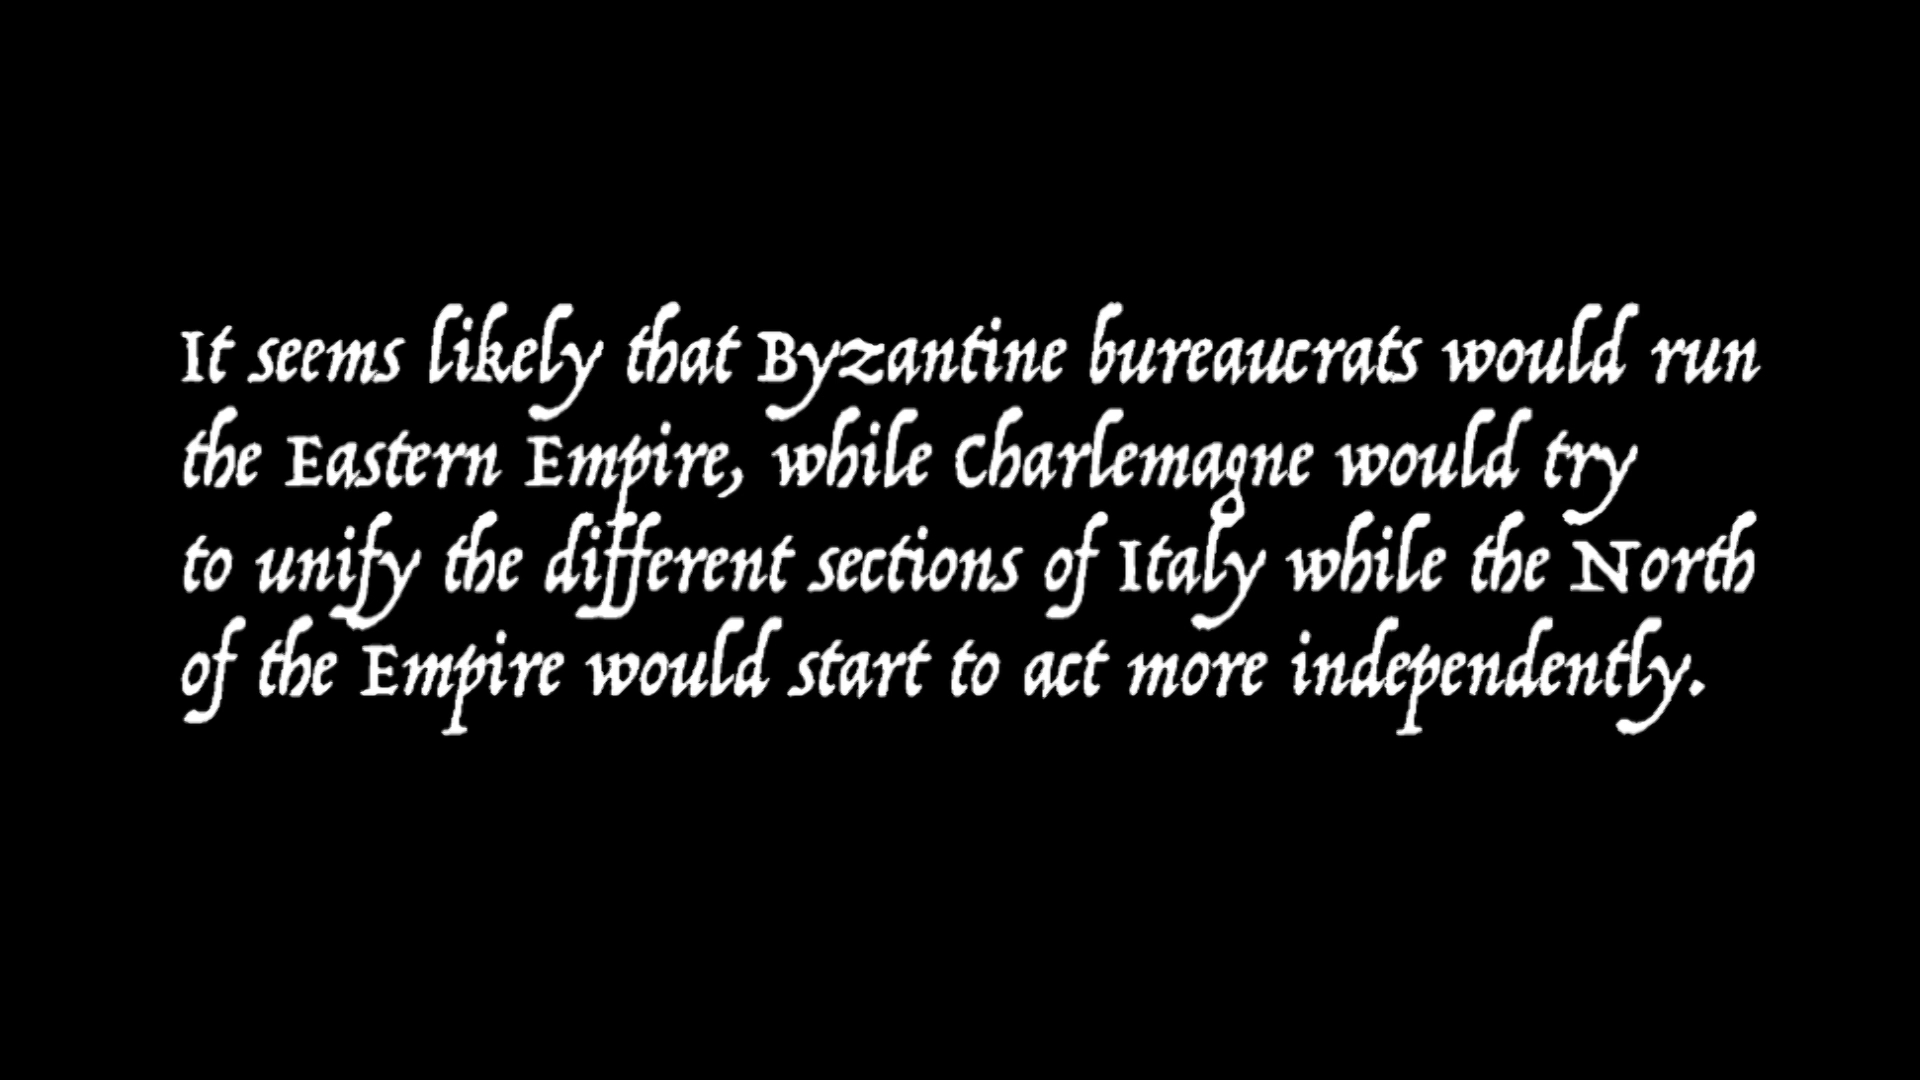 It seems likely that Byzantine bureaucrats would run
the Eastern Empire, while Charlemagne would try
to unify the different sections of Italy while the North
of the Empire would start to act more independently.